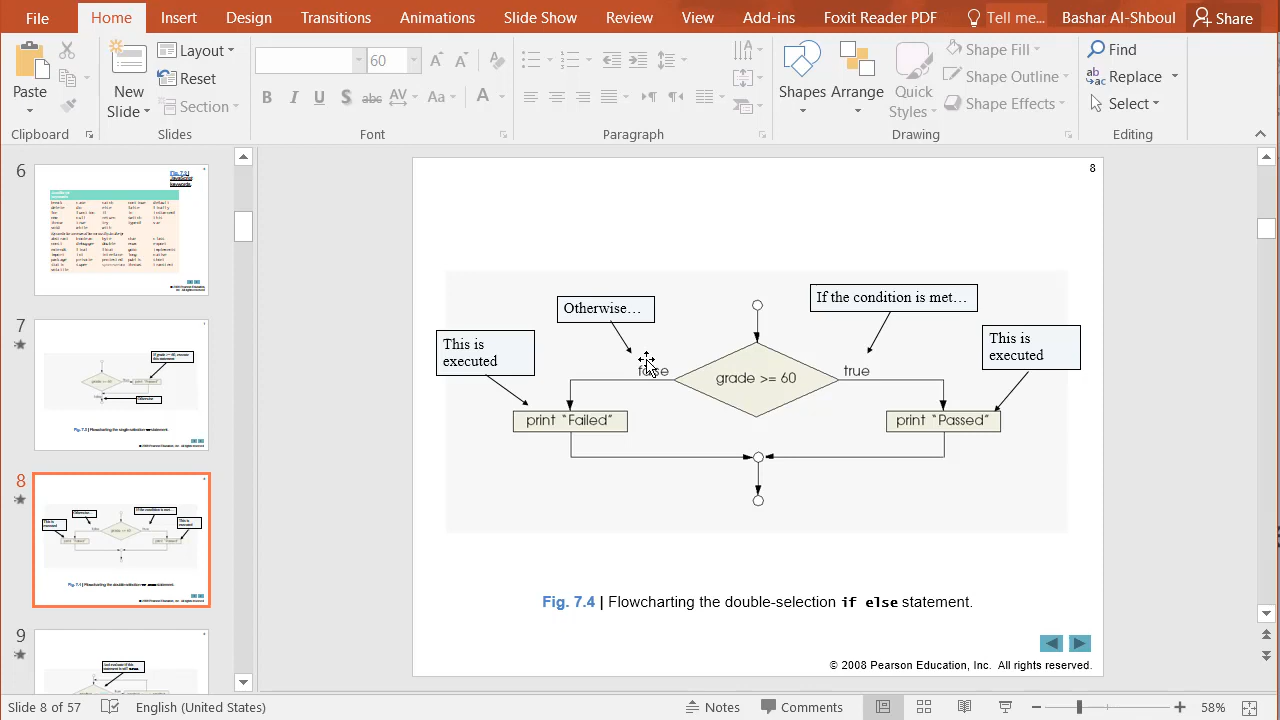 File Home Insert Design Transitions Animations Slide Show Review View Add-ins Foxit Reader PDF Tell me... Bashar Al-Shboul Share
Paste
Clipboard
New
Slide
Layout
Reset
Section
Slides
60
B I U S abc AV Aa A
Font
Paragraph
Shapes
Arrange
Quick
Styles
Shape Fill
Shape Outline
Shape Effects
Drawing
Find
Replace
Select
Editing
6
7
8
9
8
Otherwise…
If the condition is met…
This is
executed
This is
executed
false
grade >= 60
true
print “Failed”
print “Passed”
Fig. 7.4 | Flowcharting the double-selection if else statement.
2008 Pearson Education, Inc. All rights reserved.
Slide 8 of 57 English (United States) Notes Comments 58%